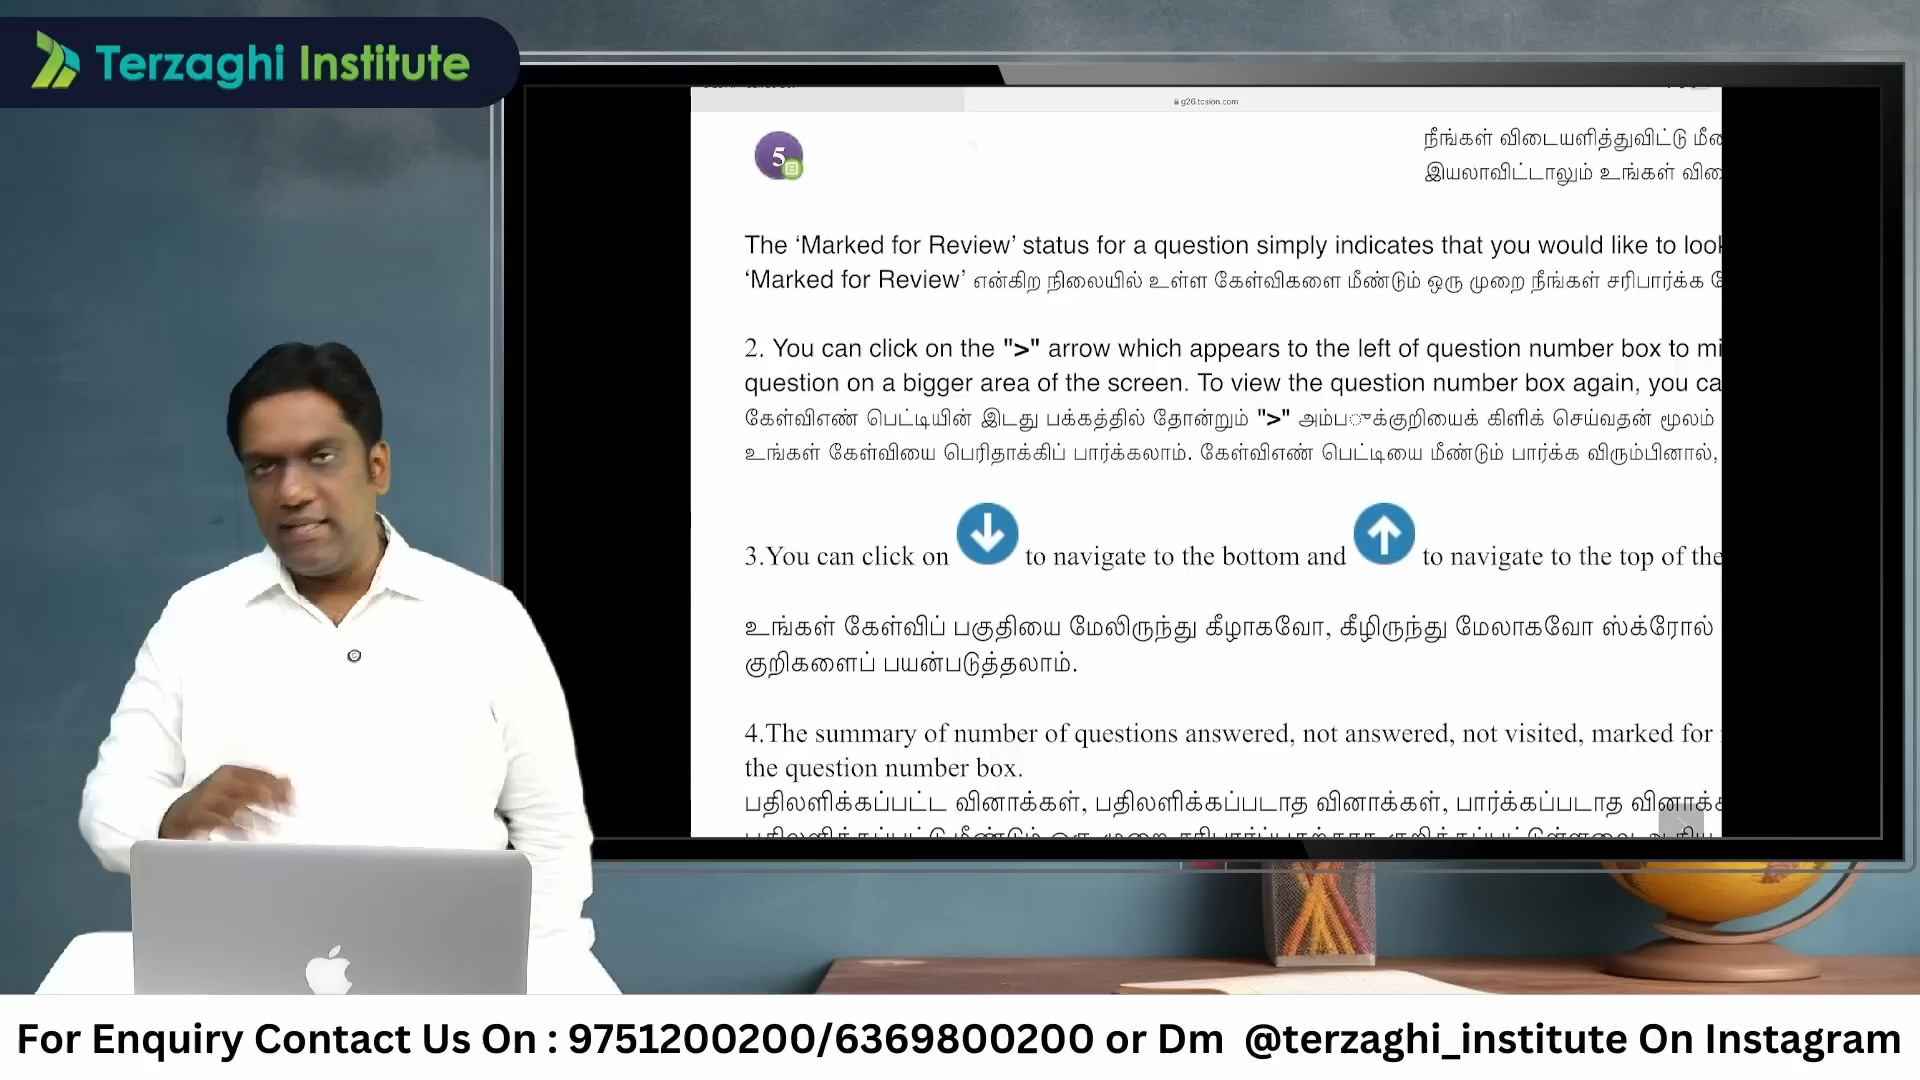 Terzaghi Institute
g26.tcsion.com
5
நீங்கள் விடையளித்துவிட்டு
இயலாவிட்டாலும் உங்கள்
The ‘Marked for Review’ status for a question simply indicates that you would like to look
‘Marked for Review’ என்கிற நிலையில் உள்ள கேள்விகளை மீண்டும் ஒரு முறை நீங்கள் சரிபார்க்க
2. You can click on the ">" arrow which appears to the left of question number box to
question on a bigger area of the screen. To view the question number box again, you
கேள்விஎண் பெட்டியின் இடது பக்கத்தில் தோன்றும் ">" அம்புக்குறியைக் கிளிக் செய்வதன் மூலம்
உங்கள் கேள்வியை பெரிதாக்கிப் பார்க்கலாம். கேள்விஎண் பெட்டியை மீண்டும் பார்க்க விரும்பினால்,
3.You can click on to navigate to the bottom and to navigate to the top of the
உங்கள் கேள்விப் பகுதியை மேலிருந்து கீழாகவோ, கீழிருந்து மேலாகவோ ஸ்க்ரோல்
குறிகளைப் பயன்படுத்தலாம்.
4.The summary of number of questions answered, not answered, not visited, marked for
the question number box.
பதிலளிக்கப்பட்ட வினாக்கள், பதிலளிக்கப்படாத வினாக்கள், பார்க்கப்படாத
For Enquiry Contact Us On : 9751200200/6369800200 or Dm @terzaghi_institute On Instagram